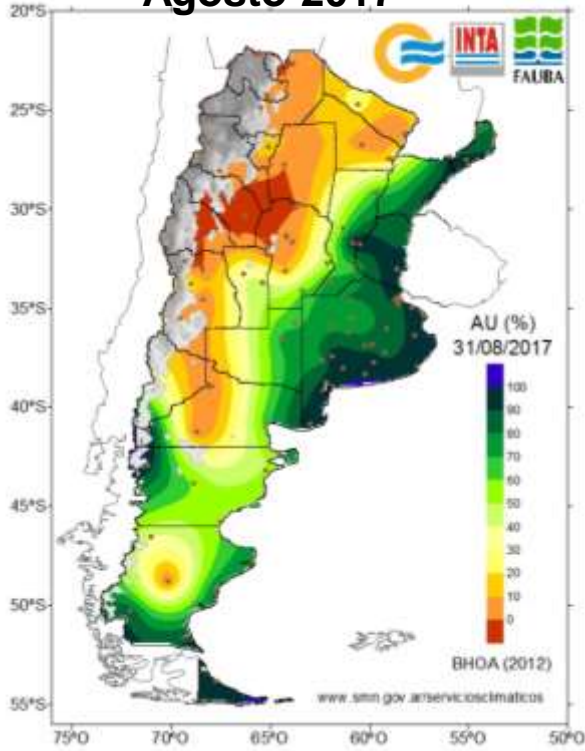 Agosto 2017
INTA
FAUBA
20°S
25°S
30°S
35°S
40°S
45°S
50°S
55°S
AU (%)
31/08/2017
100
90
80
70
60
50
40
30
20
10
0
BHOA (2012)
www.smn.gov.ar/serviciosclimaticos
75°O
70°O
65°O
60°O
55°O
50°O